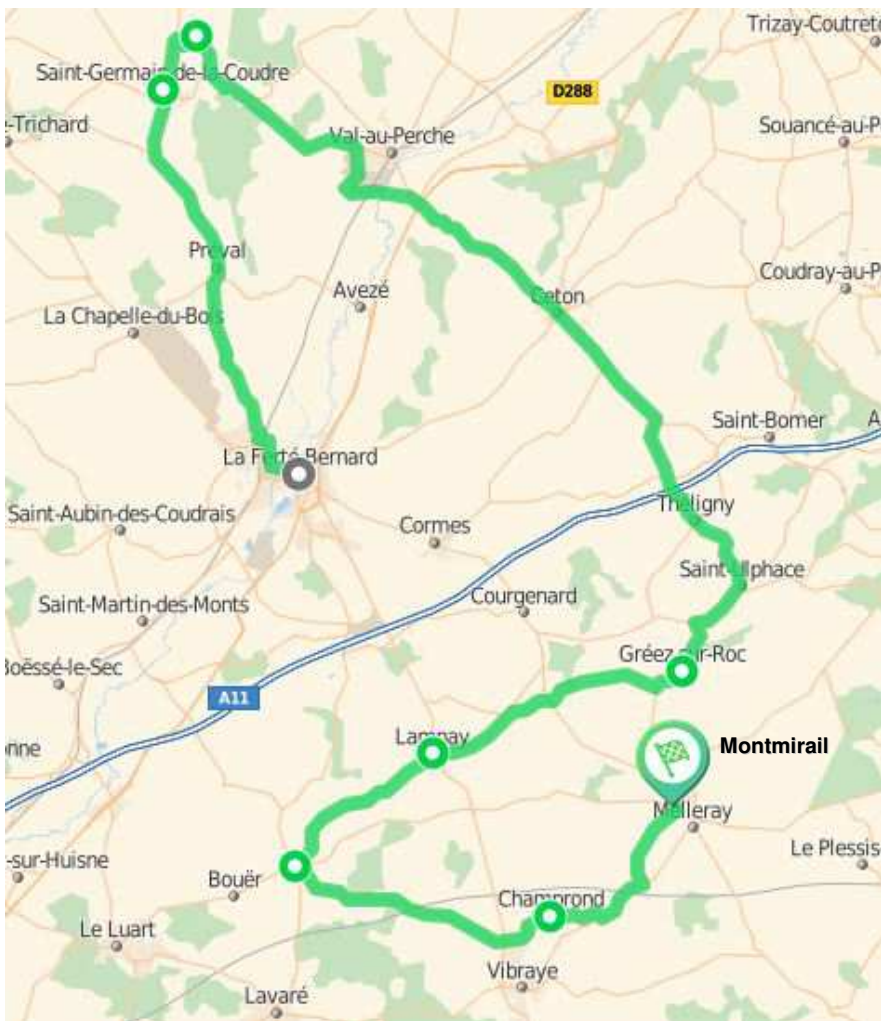 Trizay-Coutret
Saint-Germain-de-la-Coudre
D288
-Trichard
Val-au-Perche
Souancé-au-P
Préval
Avezé
Ceton
Coudray-au-P
La Chapelle-du-Bois
Saint-Bomer
A
La Ferté-Bernard
Saint-Aubin-des-Coudrais
Cormes
Théligny
Saint-Ulphace
Saint-Martin-des-Monts
Courgenard
Boëssé-le-Sec
Gréez-sur-Roc
A11
Lamnay
Montmirail
nne
Melleray
-sur-Huisne
Bouër
Le Plessis
Champrond
Le Luart
Vibraye
Lavaré